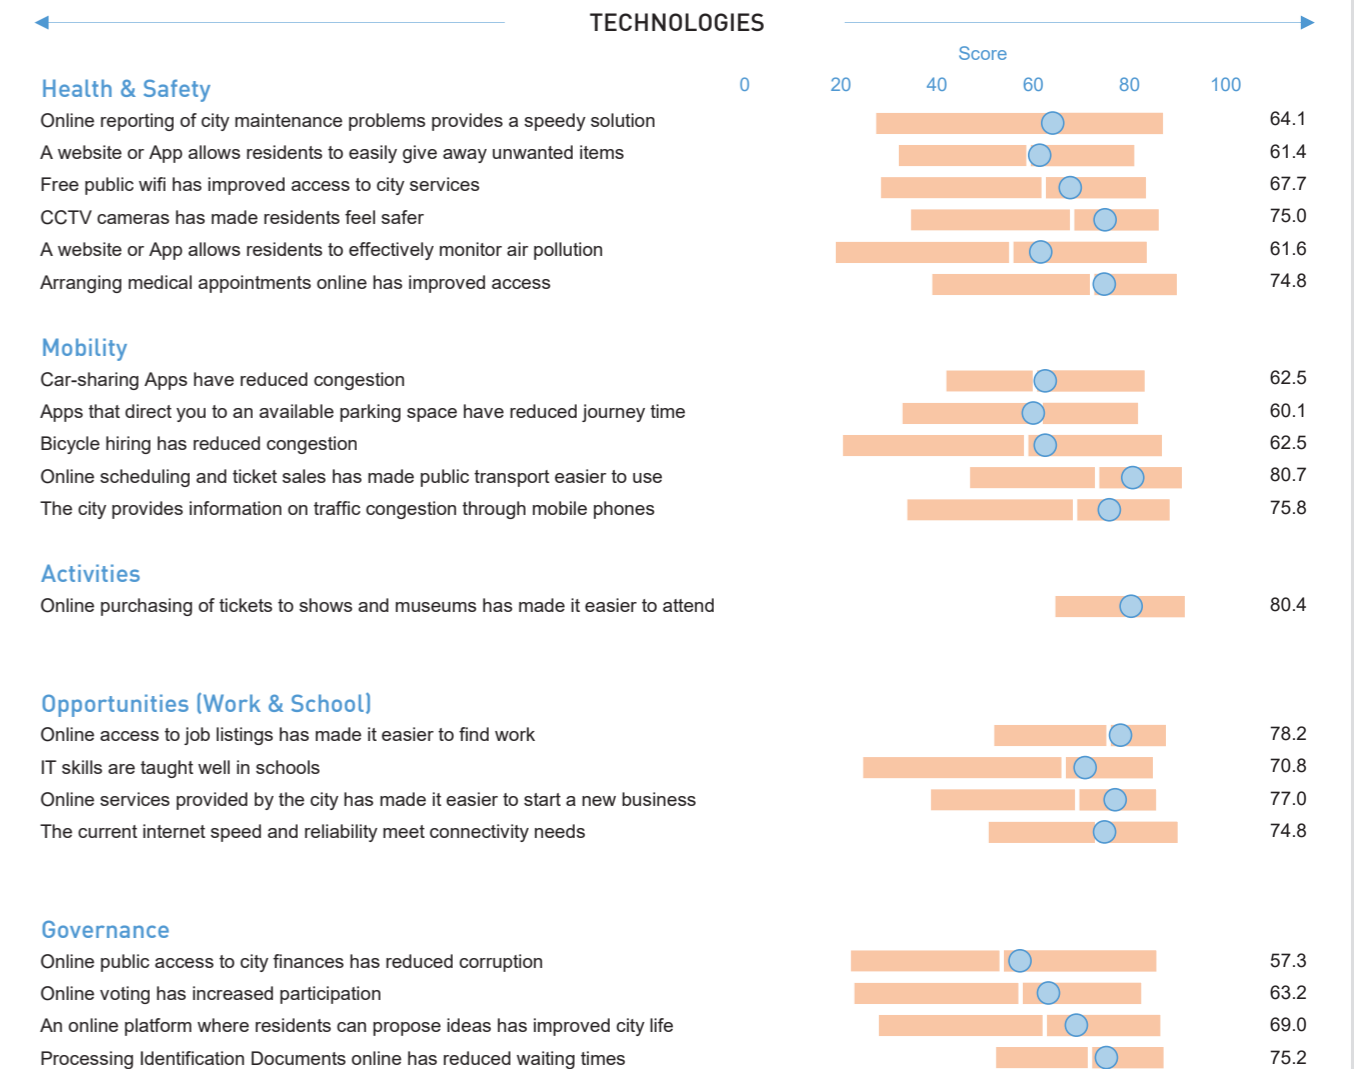 TECHNOLOGIES
Score
Health & Safety 0 20 40 60 80 100
Online reporting of city maintenance problems provides a speedy solution 64.1
A website or App allows residents to easily give away unwanted items 61.4
Free public wifi has improved access to city services 67.7
CCTV cameras has made residents feel safer 75.0
A website or App allows residents to effectively monitor air pollution 61.6
Arranging medical appointments online has improved access 74.8
Mobility
Car-sharing Apps have reduced congestion 62.5
Apps that direct you to an available parking space have reduced journey time 60.1
Bicycle hiring has reduced congestion 62.5
Online scheduling and ticket sales has made public transport easier to use 80.7
The city provides information on traffic congestion through mobile phones 75.8
Activities
Online purchasing of tickets to shows and museums has made it easier to attend 80.4
Opportunities (Work & School)
Online access to job listings has made it easier to find work 78.2
IT skills are taught well in schools 70.8
Online services provided by the city has made it easier to start a new business 77.0
The current internet speed and reliability meet connectivity needs 74.8
Governance
Online public access to city finances has reduced corruption 57.3
Online voting has increased participation 63.2
An online platform where residents can propose ideas has improved city life 69.0
Processing Identification Documents online has reduced waiting times 75.2